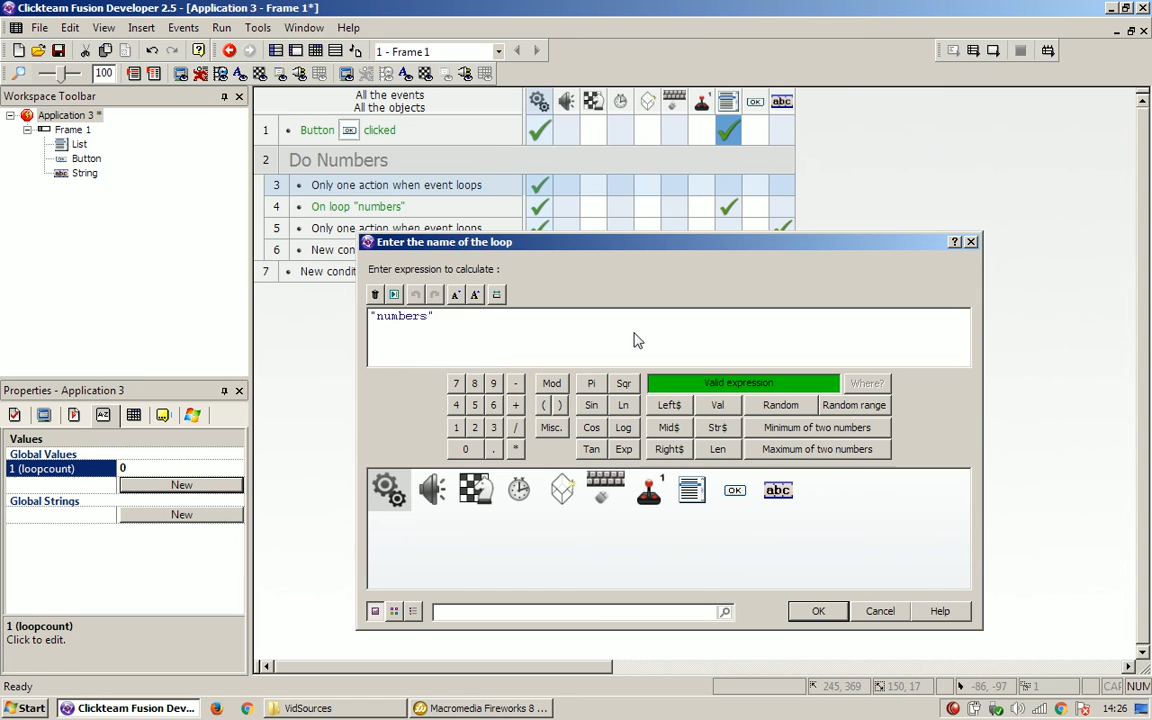 Clickteam Fusion Developer 2.5 - [Application 3 - Frame 1*]
File Edit View Insert Events Run Tools Window Help
1 - Frame 1
100
Workspace Toolbar
Application 3 *
Frame 1
List
Button
String
All the events
All the objects
1 Button OK clicked
2 Do Numbers
3 Only one action when event loops
4 On loop "numbers"
5 Only one action when event loops
6 New con
7 New condit
Enter the name of the loop
Enter expression to calculate :
"numbers"
7 8 9 - Mod Pi Sqr Valid expression Where?
4 5 6 + ( ) Sin Ln Left$ Val Random Random range
1 2 3 / Misc. Cos Log Mid$ Str$ Minimum of two numbers
0 . * Tan Exp Right$ Len Maximum of two numbers
1 OK abc
OK Cancel Help
Properties - Application 3
Values
Global Values
1 (loopcount) 0
New
Global Strings
New
1 (loopcount)
Click to edit.
Ready
245, 369 150, 17 -86, -97 1 CAP NUM
Start Clickteam Fusion Dev... VidSources Macromedia Fireworks 8 ... 14:26